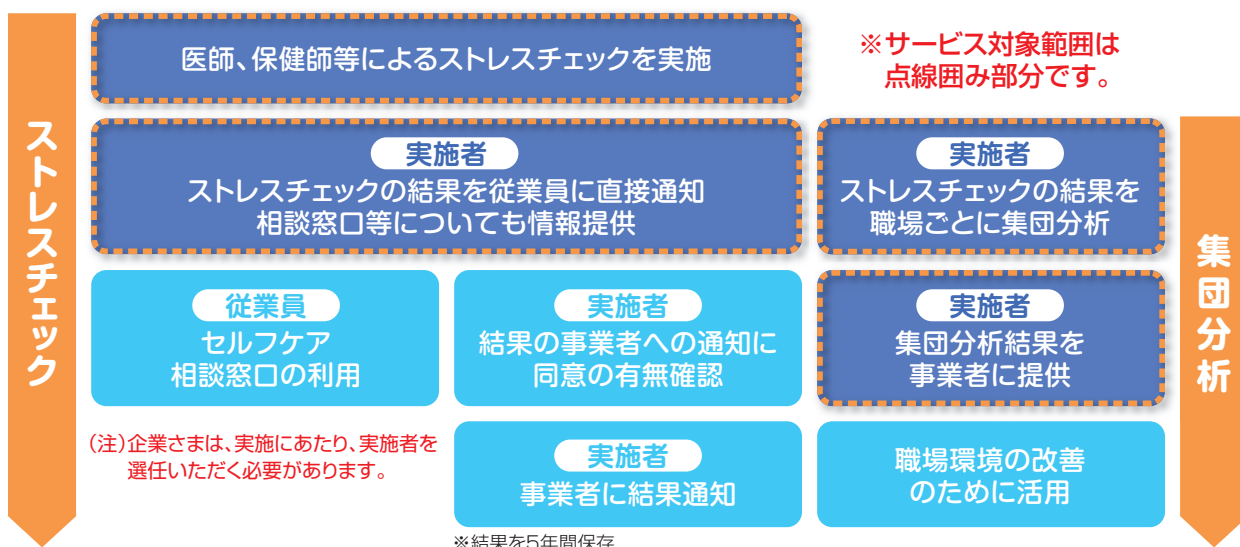 ストレスチェック
医師、保健師等によるストレスチェックを実施
※サービス対象範囲は
点線囲み部分です。
実施者
ストレスチェックの結果を従業員に直接通知
相談窓口等についても情報提供
実施者
ストレスチェックの結果を
職場ごとに集団分析
集団分析
従業員
セルフケア
相談窓口の利用
実施者
結果の事業者への通知に
同意の有無確認
実施者
集団分析結果を
事業者に提供
(注)企業さまは、実施にあたり、実施者を
選任いただく必要があります。
実施者
事業者に結果通知
職場環境の改善
のために活用
※結果を5年間保存